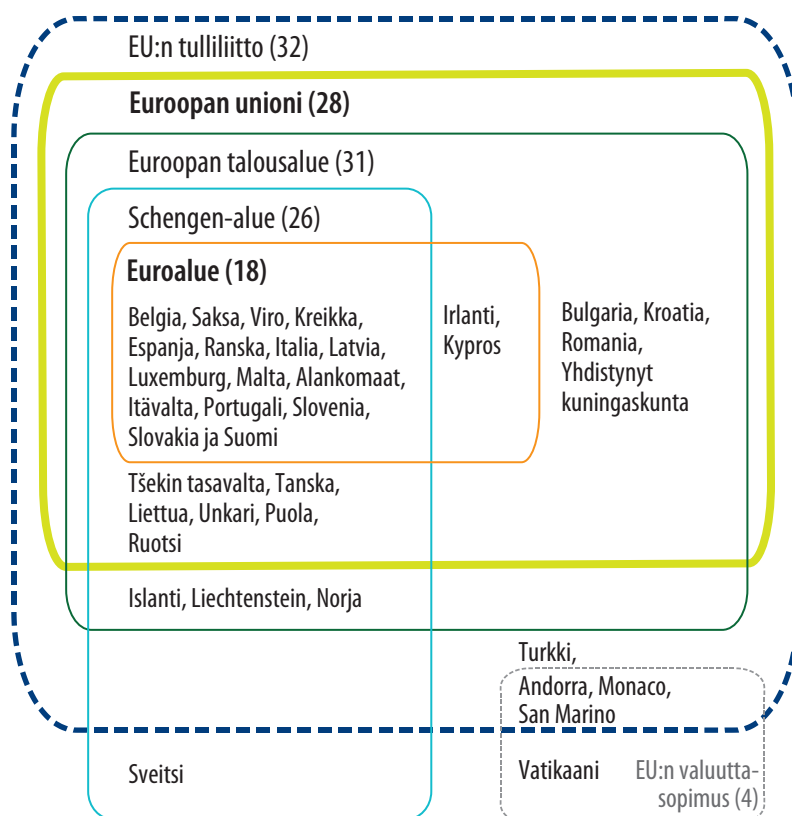 EU:n tulliliitto (32)
Euroopan unioni (28)
Euroopan talousalue (31)
Schengen-alue (26)
Euroalue (18)
Belgia, Saksa, Viro, Kreikka,
Espanja, Ranska, Italia, Latvia,
Luxemburg, Malta, Alankomaat,
Itävalta, Portugali, Slovenia,
Slovakia ja Suomi
Irlanti,
Kypros
Bulgaria, Kroatia,
Romania,
Yhdistynyt
kuningaskunta
Tšekin tasavalta, Tanska,
Liettua, Unkari, Puola,
Ruotsi
Islanti, Liechtenstein, Norja
Turkki,
Andorra, Monaco,
San Marino
Sveitsi
Vatikaani
EU:n valuutta-
sopimus (4)